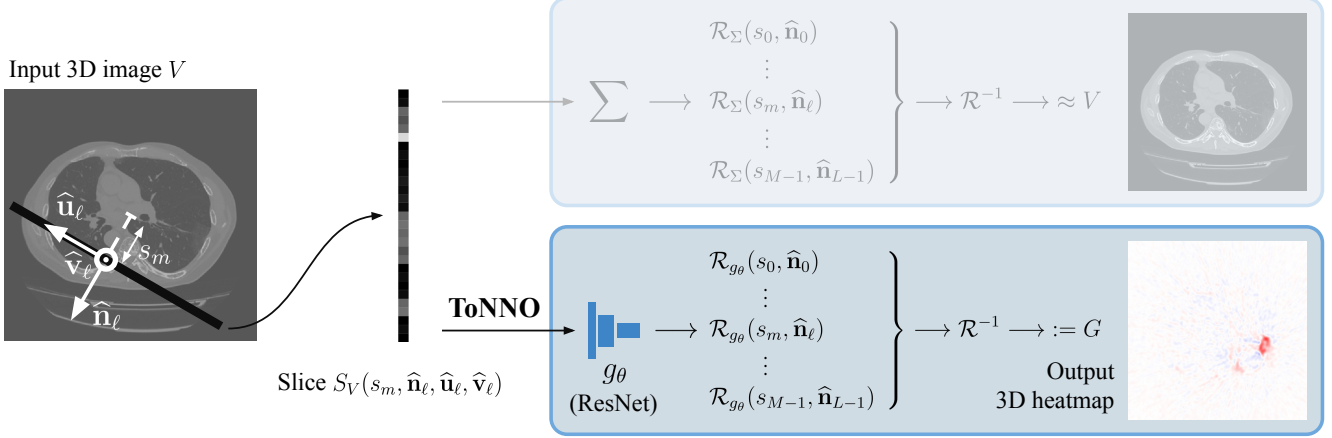 Input 3D image V
û_ℓ
v̂_ℓ
s_m
n̂_ℓ
Slice S_V(s_m, n̂_ℓ, û_ℓ, v̂_ℓ)
∑
ℛ_Σ(s_0, n̂_0)
⋮
ℛ_Σ(s_m, n̂_ℓ)
⋮
ℛ_Σ(s_{M−1}, n̂_{L−1})
⟶ ℛ^{−1} ⟶ ≈ V
ToNNO
g_θ
(ResNet)
ℛ_{g_θ}(s_0, n̂_0)
⋮
ℛ_{g_θ}(s_m, n̂_ℓ)
⋮
ℛ_{g_θ}(s_{M−1}, n̂_{L−1})
⟶ ℛ^{−1} ⟶ := G
Output
3D heatmap